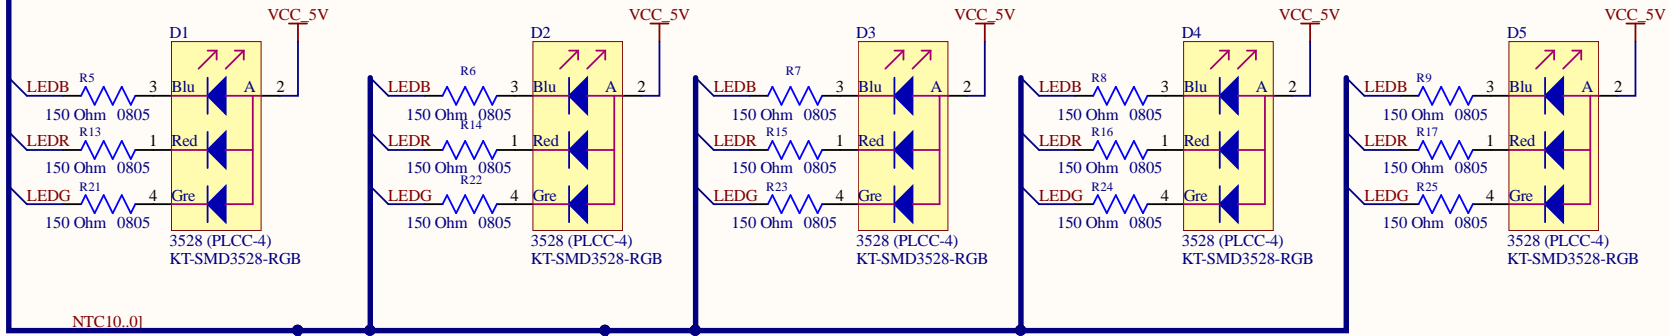 VCC_5V VCC_5V VCC_5V VCC_5V VCC_5V
D1 D2 D3 D4 D5
LEDB R5 3 Blu A 2 LEDB R6 3 Blu A 2 LEDB R7 3 Blu A 2 LEDB R8 3 Blu A 2 LEDB R9 3 Blu A 2
150 Ohm 0805 150 Ohm 0805 150 Ohm 0805 150 Ohm 0805 150 Ohm 0805
LEDR R13 1 Red LEDR R14 1 Red LEDR R15 1 Red LEDR R16 1 Red LEDR R17 1 Red
150 Ohm 0805 150 Ohm 0805 150 Ohm 0805 150 Ohm 0805 150 Ohm 0805
LEDG R21 4 Gre LEDG R22 4 Gre LEDG R23 4 Gre LEDG R24 4 Gre LEDG R25 4 Gre
150 Ohm 0805 150 Ohm 0805 150 Ohm 0805 150 Ohm 0805 150 Ohm 0805
3528 (PLCC-4) 3528 (PLCC-4) 3528 (PLCC-4) 3528 (PLCC-4) 3528 (PLCC-4)
KT-SMD3528-RGB KT-SMD3528-RGB KT-SMD3528-RGB KT-SMD3528-RGB KT-SMD3528-RGB
NTC10..0]